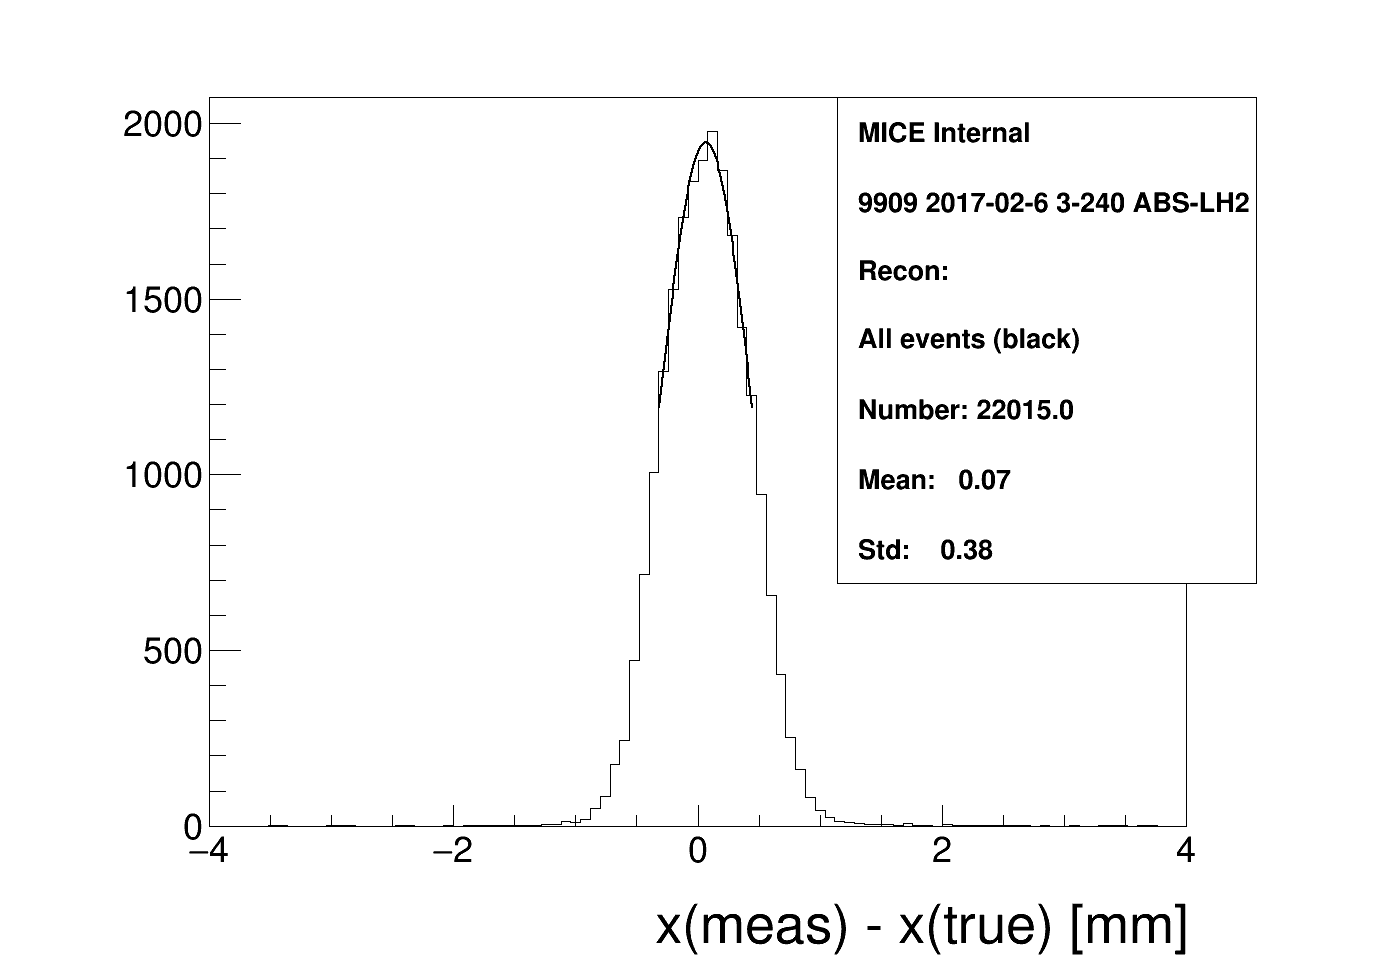 2000
1500
1000
500
0
−4
−2
0
2
4
x(meas) - x(true) [mm]
MICE Internal
9909 2017-02-6 3-240 ABS-LH2
Recon:
All events (black)
Number: 22015.0
Mean: 0.07
Std: 0.38